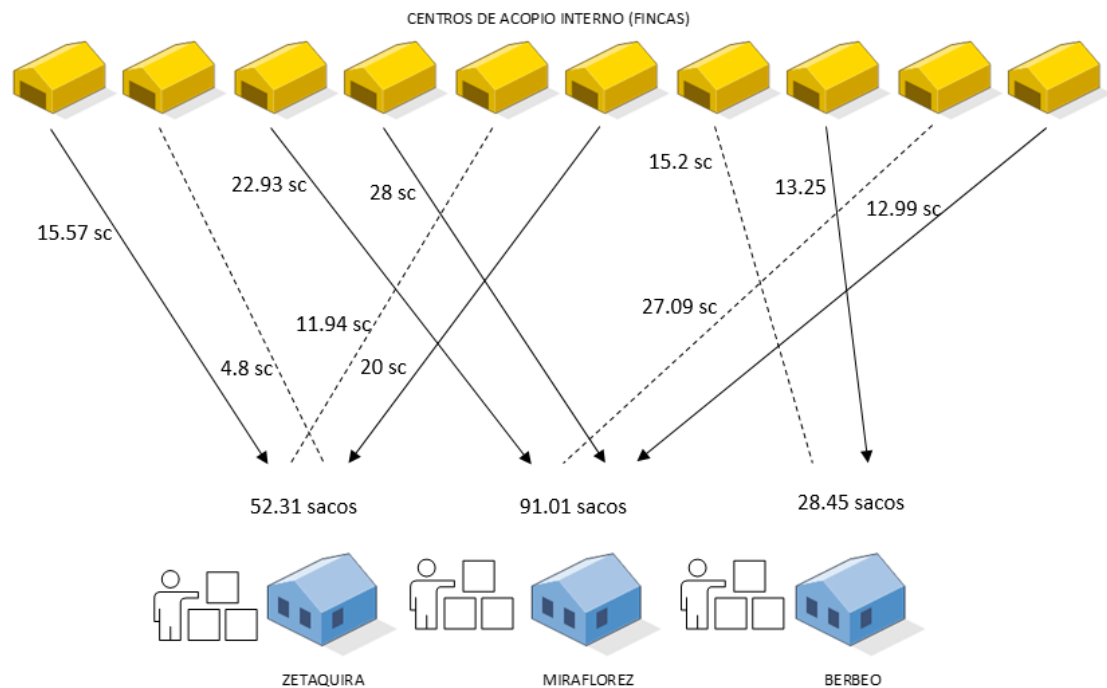 CENTROS DE ACOPIO INTERNO (FINCAS)
15.2 sc
22.93 sc
28 sc
13.25
12.99 sc
15.57 sc
27.09 sc
11.94 sc
4.8 sc
20 sc
52.31 sacos
91.01 sacos
28.45 sacos
ZETAQUIRA
MIRAFLOREZ
BERBEO